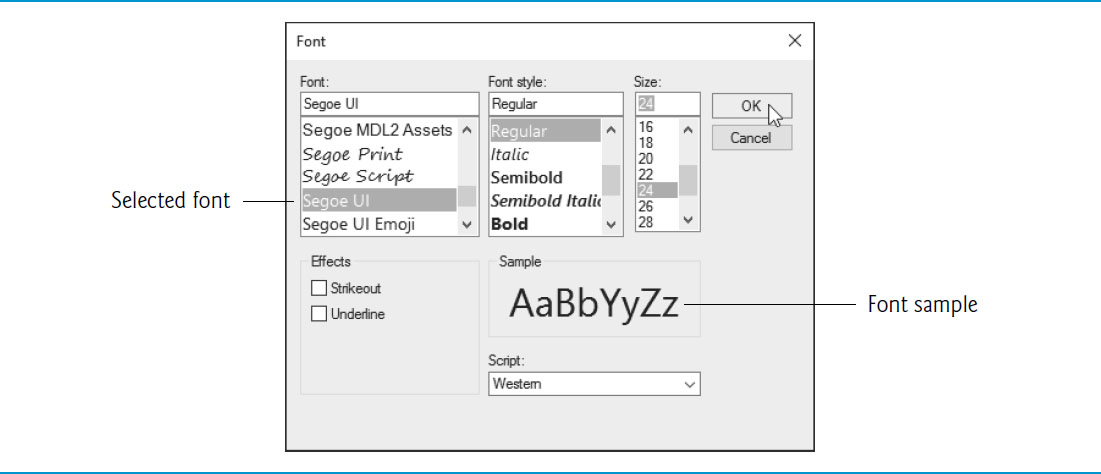 Font
Font:
Segoe UI
Segoe MDL2 Assets
Segoe Print
Segoe Script
Segoe UI
Segoe UI Emoji
Font style:
Regular
Regular
Italic
Semibold
Semibold Italic
Bold
Size:
24
16
18
20
22
24
26
28
OK
Cancel
Selected font
Effects
Strikeout
Underline
Sample
AaBbYyZz
Font sample
Script:
Western